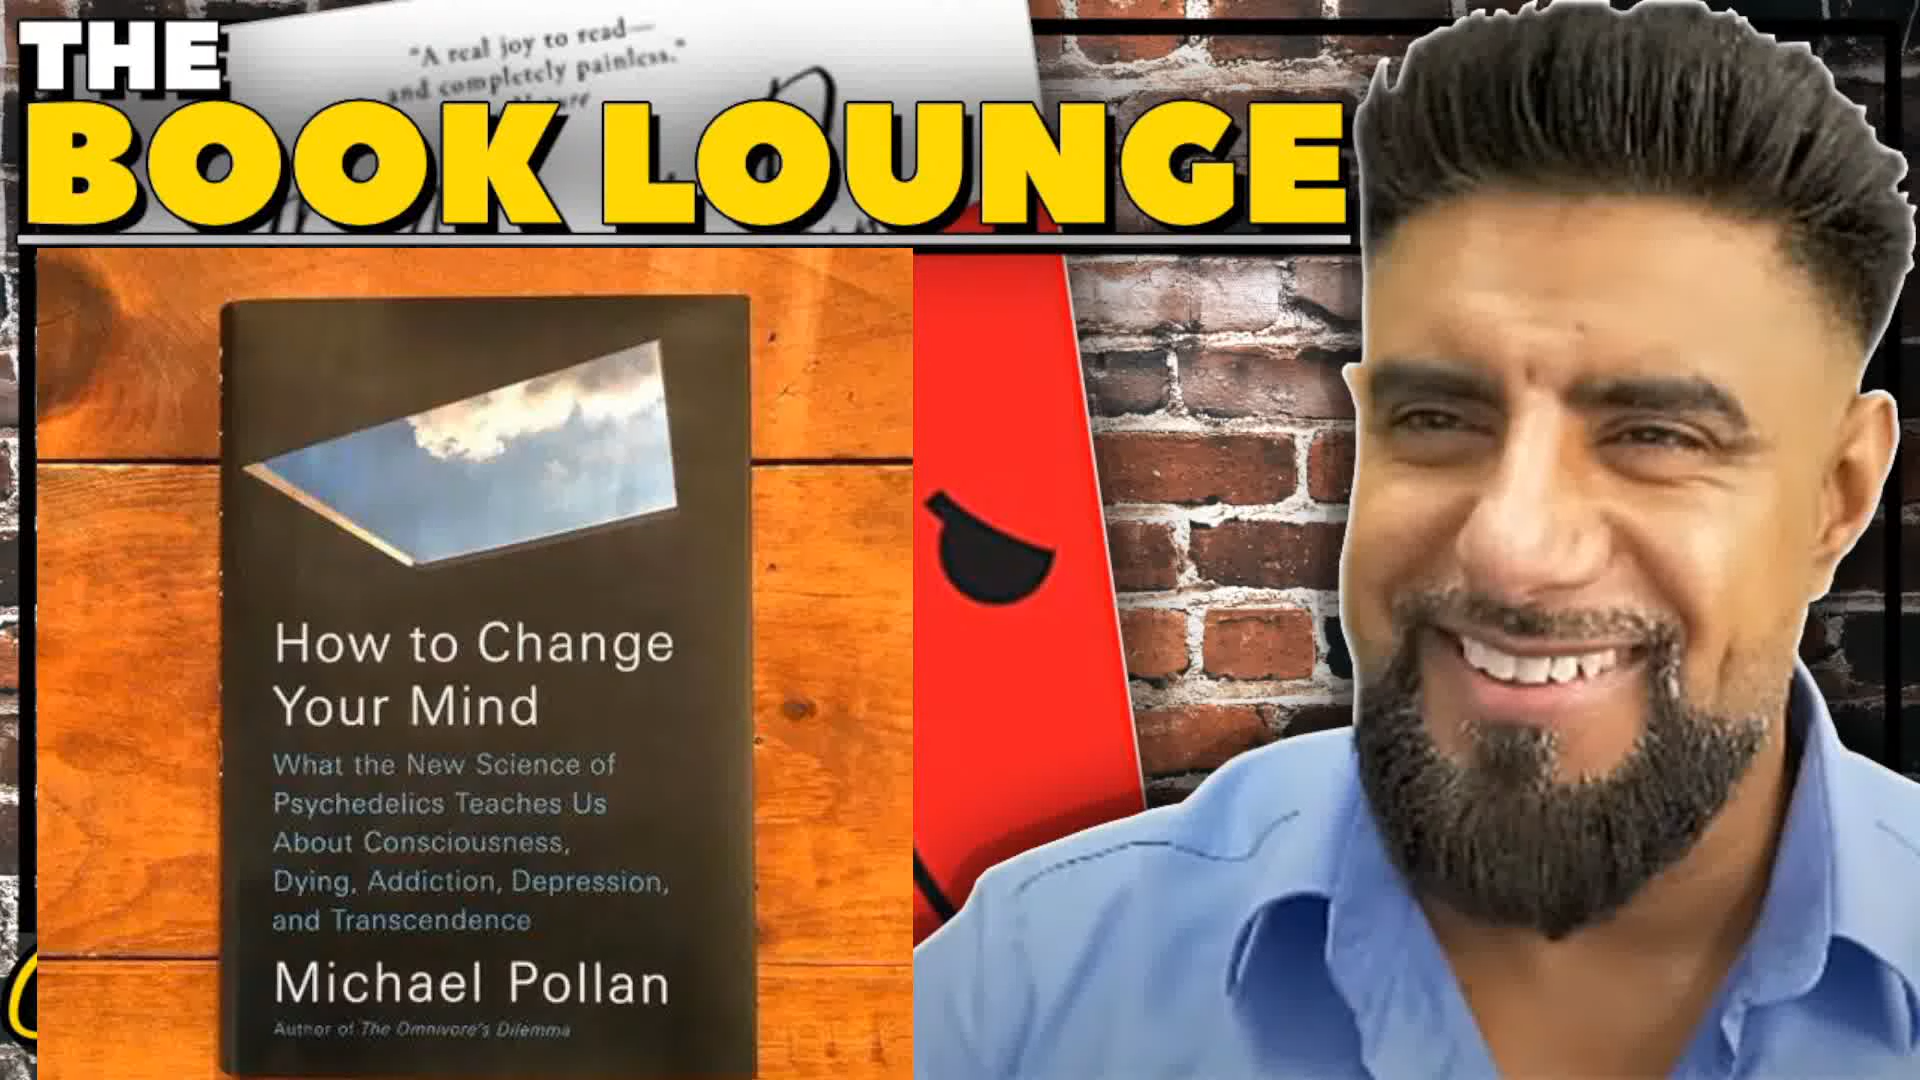 THE
"A real joy to read—
and completely painless."
BOOK LOUNGE
How to Change
Your Mind
What the New Science of
Psychedelics Teaches Us
About Consciousness,
Dying, Addiction, Depression,
and Transcendence
Michael Pollan
Author of The Omnivore's Dilemma